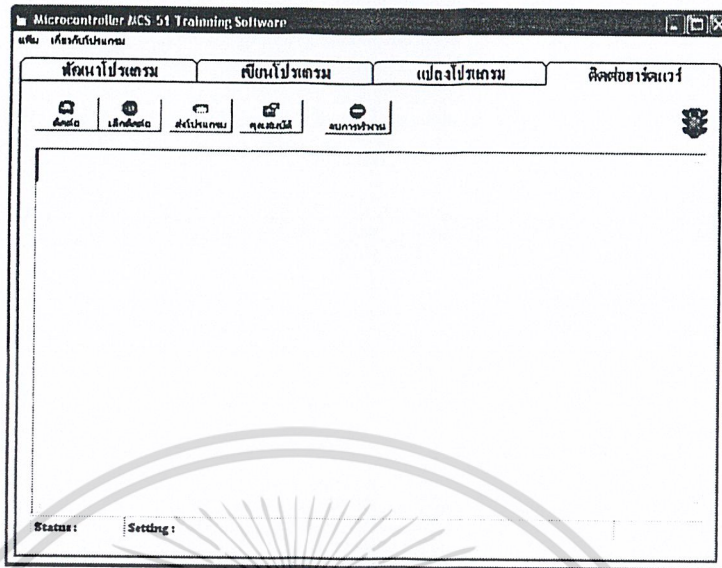 Microcontroller MCS 51 Trainning Software
แฟ้ม เกี่ยวกับโปรแกรม
พัฒนาโปรแกรม เขียนโปรแกรม แปลงโปรแกรม ติดต่อฮาร์ดแวร์
ติดต่อ เลิกติดต่อ ส่งโปรแกรม คุณสมบัติ จบการทำงาน
Status: Setting: